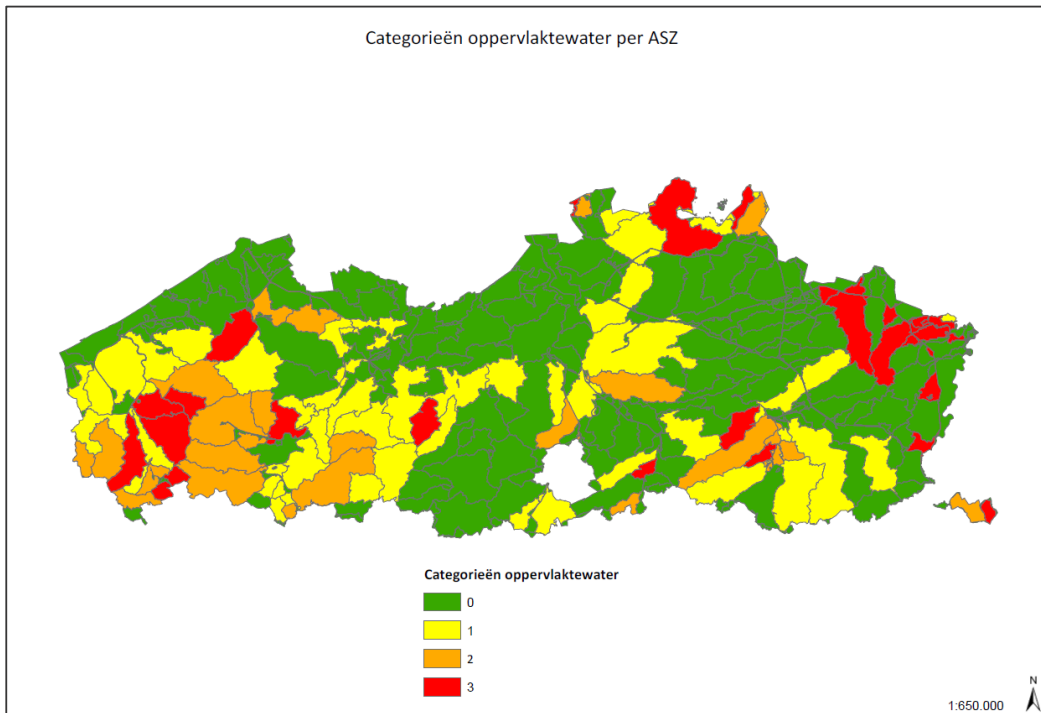 Categorieën oppervlaktewater per ASZ
Categorieën oppervlaktewater
0
1
2
3
N
1:650.000